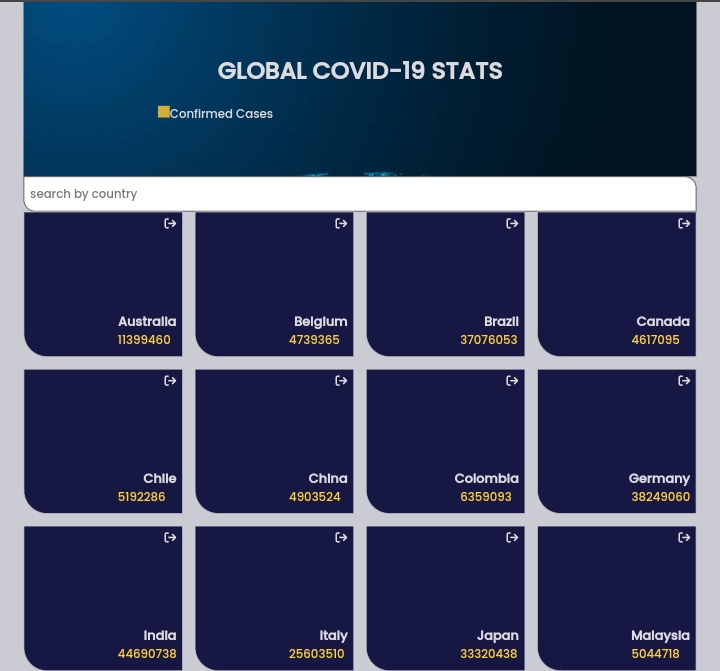 GLOBAL COVID-19 STATS
Confirmed Cases
search by country
Australia
11399460
Belgium
4739365
Brazil
37076053
Canada
4617095
Chile
5192286
China
4903524
Colombia
6359093
Germany
38249060
India
44690738
Italy
25603510
Japan
33320438
Malaysia
5044718